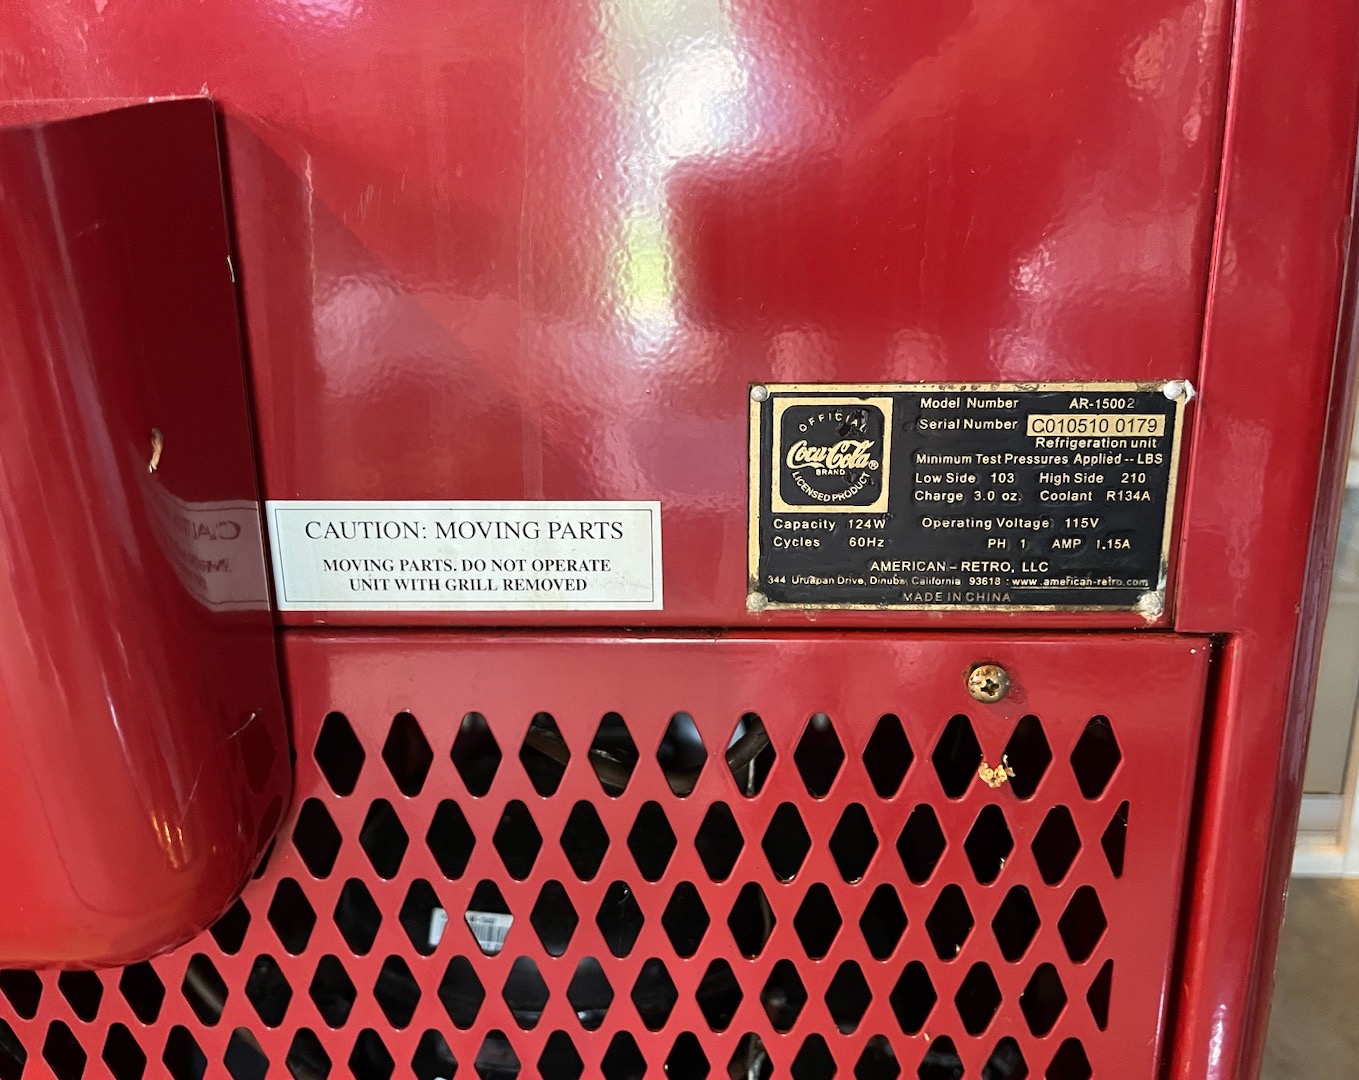 CAUTION: MOVING PARTS
MOVING PARTS. DO NOT OPERATE
UNIT WITH GRILL REMOVED
OFFICIAL
Coca-Cola®
BRAND
LICENSED PRODUCT
Model Number AR-15002
Serial Number C010510 0179
Refrigeration unit
Minimum Test Pressures Applied -- LBS
Low Side 103 High Side 210
Charge 3.0 oz. Coolant R134A
Capacity 124W Operating Voltage 115V
Cycles 60Hz PH 1 AMP 1.15A
AMERICAN - RETRO, LLC
344 Uruapan Drive, Dinuba, California 93618 : www.american-retro.com
MADE IN CHINA